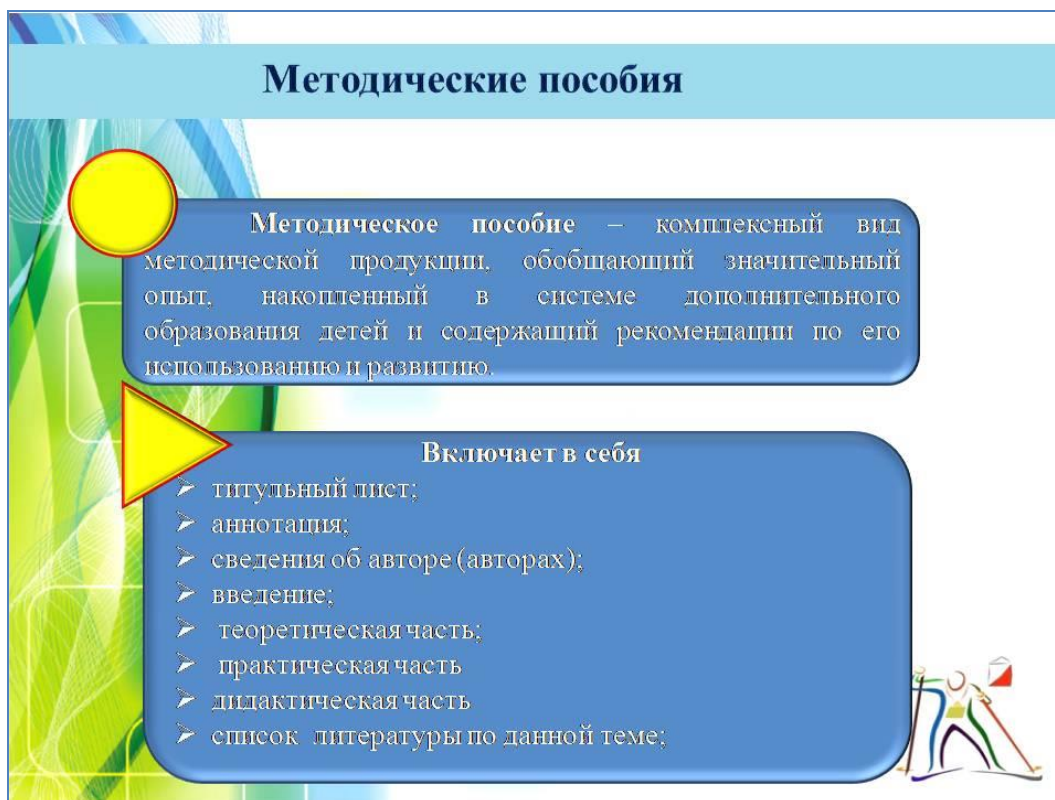 Методические пособия
Методическое пособие – комплексный вид
методической продукции, обобщающий значительный
опыт, накопленный в системе дополнительного
образования детей и содержащий рекомендации по его
использованию и развитию.
Включает в себя
➢ титульный лист;
➢ аннотация;
➢ сведения об авторе (авторах);
➢ введение;
➢ теоретическая часть;
➢ практическая часть
➢ дидактическая часть
➢ список литературы по данной теме;